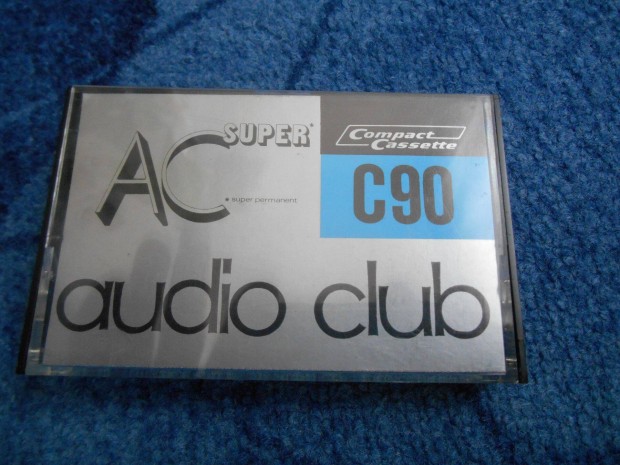 AC SUPER*
* super permanent
Compact
Cassette
C90
audio club